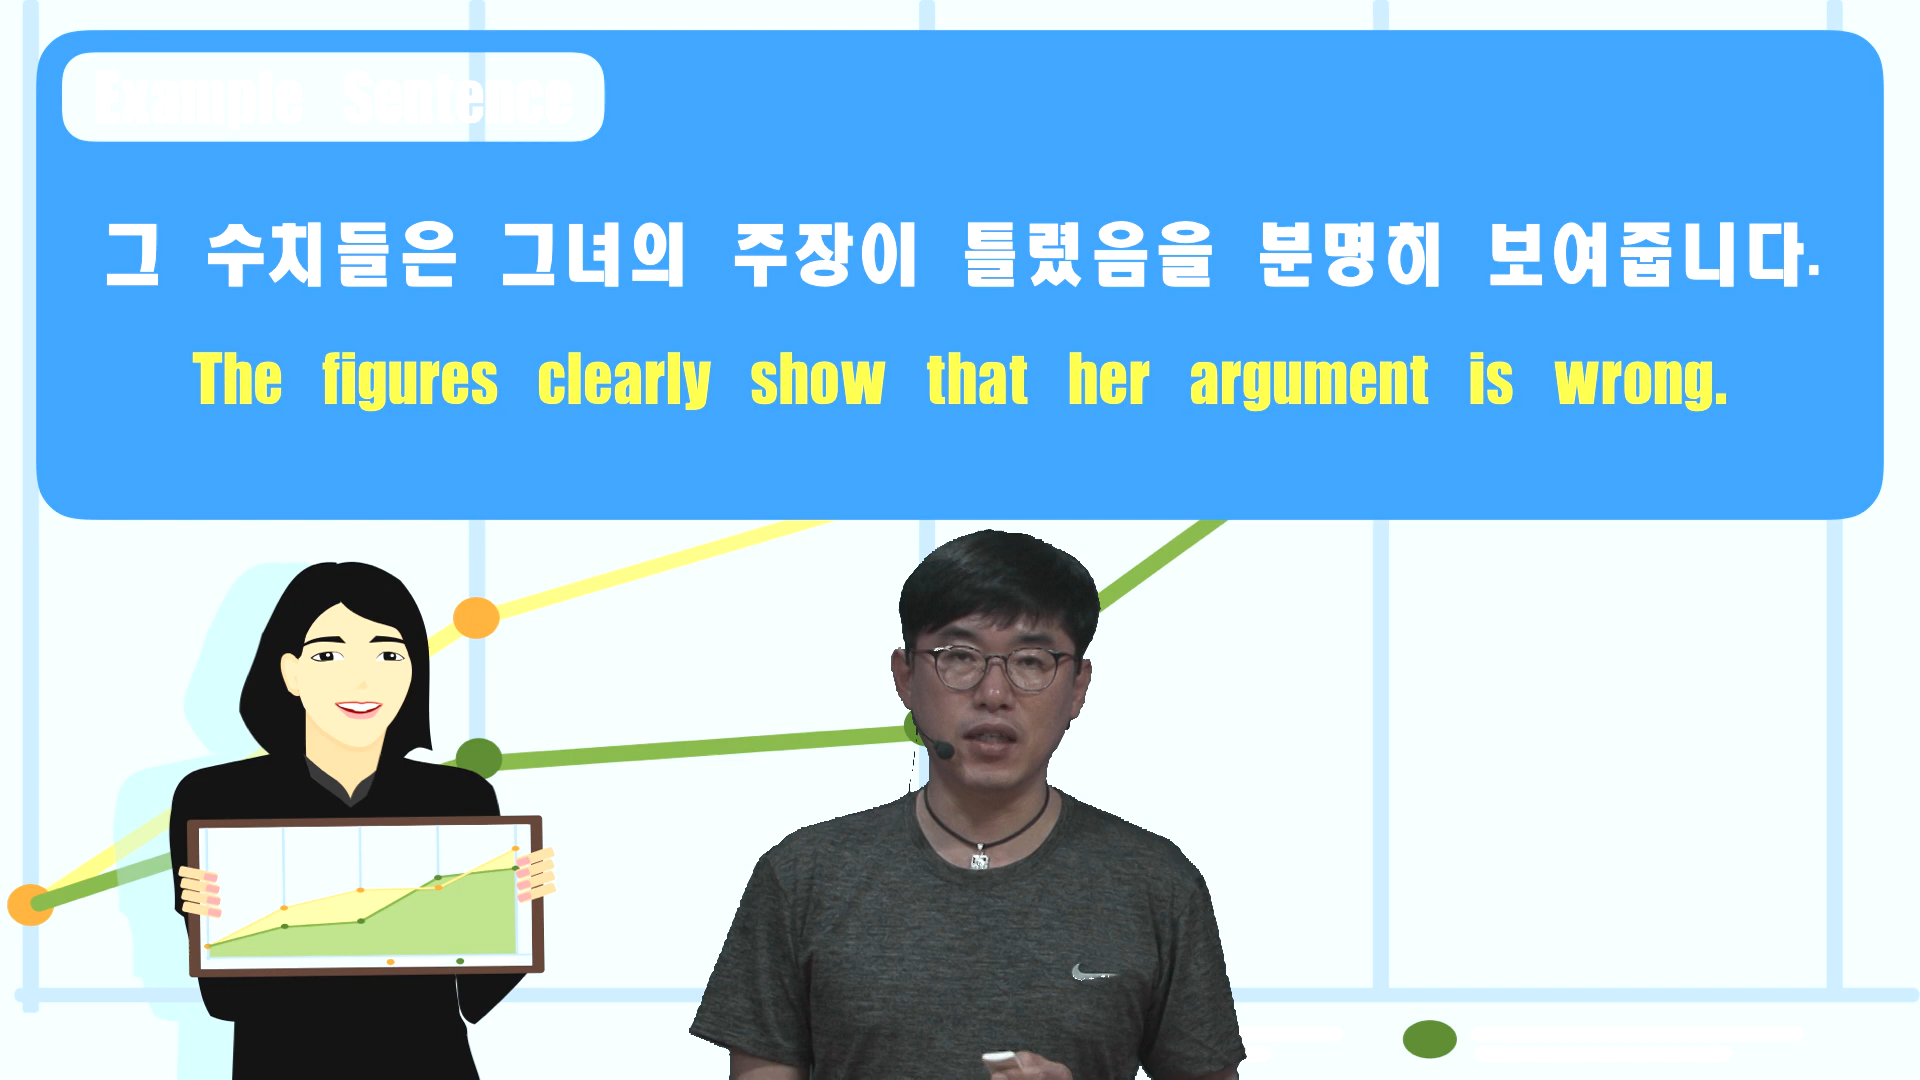 Example Sentence
그 수치들은 그녀의 주장이 틀렸음을 분명히 보여줍니다.
The figures clearly show that her argument is wrong.